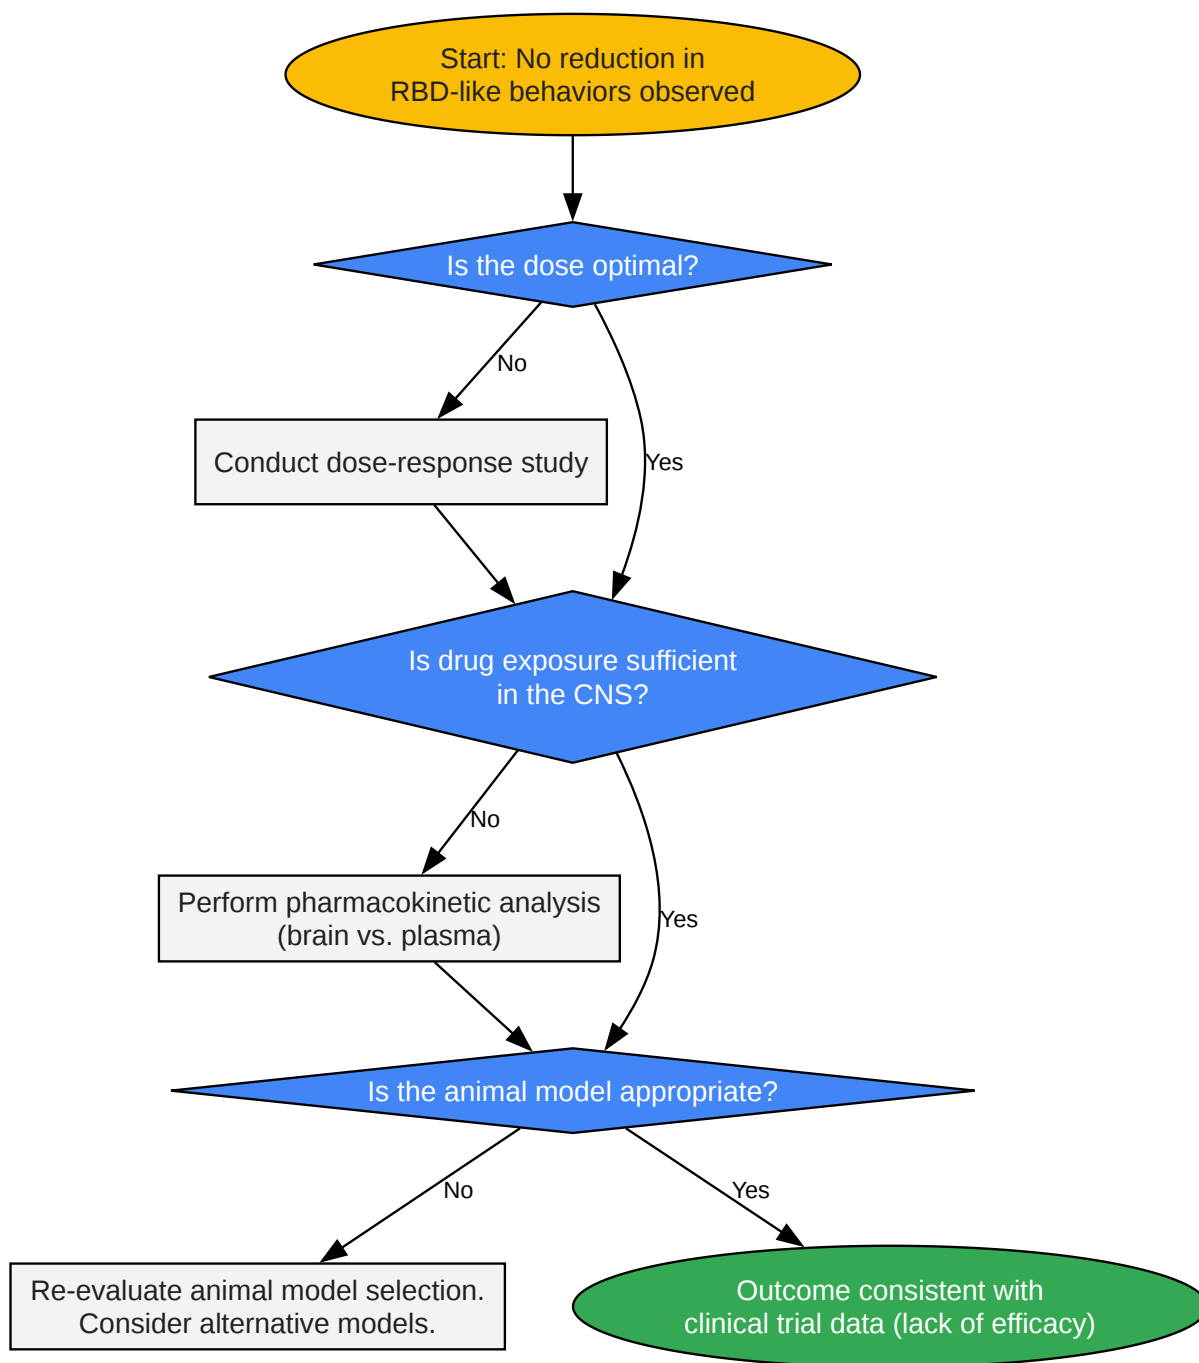 Start: No reduction in
RBD-like behaviors observed
Is the dose optimal?
No
Conduct dose-response study
Yes
Is drug exposure sufficient
in the CNS?
No
Perform pharmacokinetic analysis
(brain vs. plasma)
Yes
Is the animal model appropriate?
No
Yes
Re-evaluate animal model selection.
Consider alternative models.
Outcome consistent with
clinical trial data (lack of efficacy)